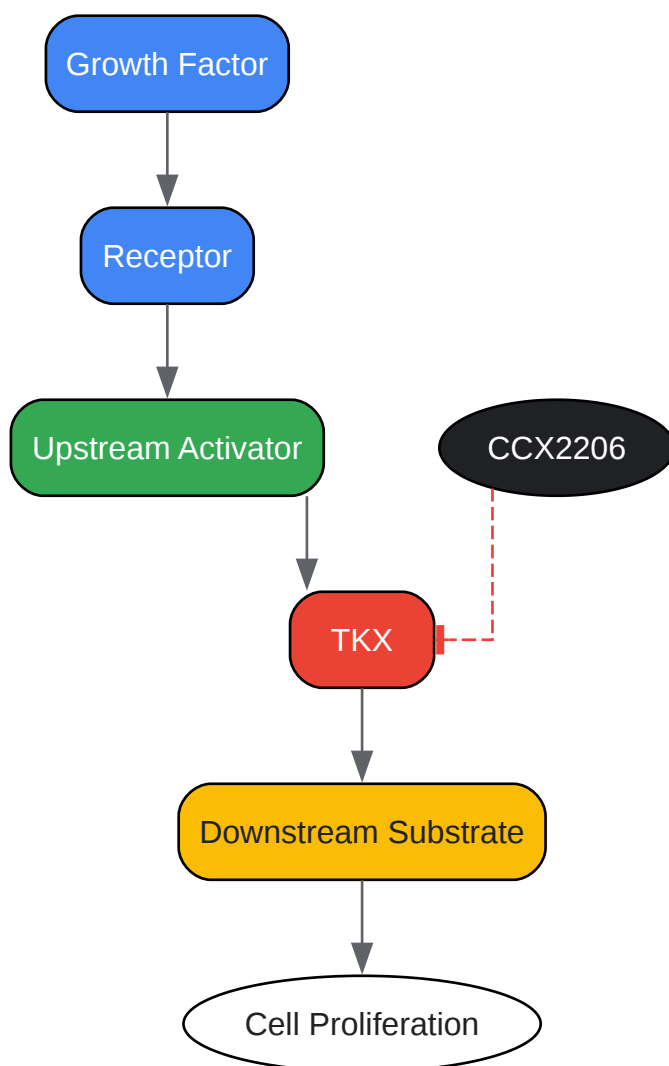 Growth Factor
Receptor
Upstream Activator
CCX2206
TKX
Downstream Substrate
Cell Proliferation